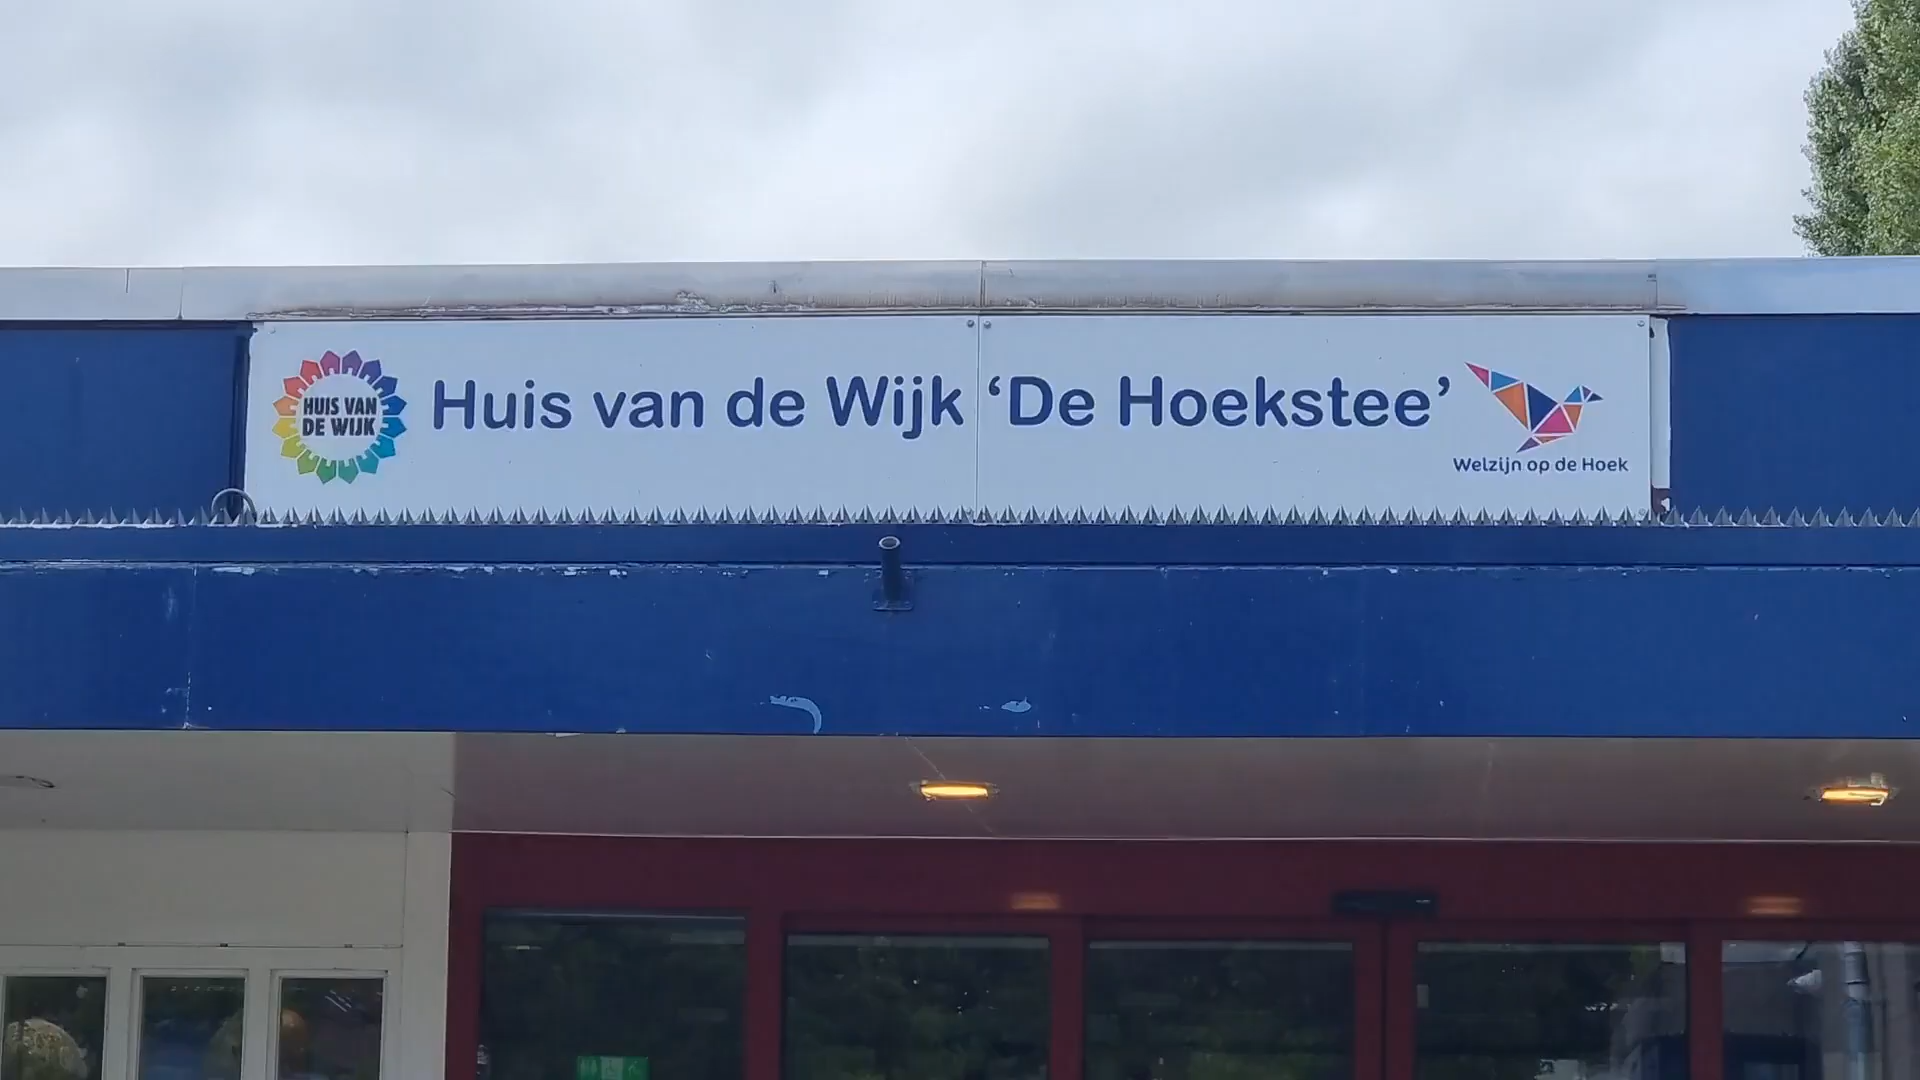 HUIS VAN
DE WIJK
Huis van de Wijk ‘De Hoekstee’
Welzijn op de Hoek